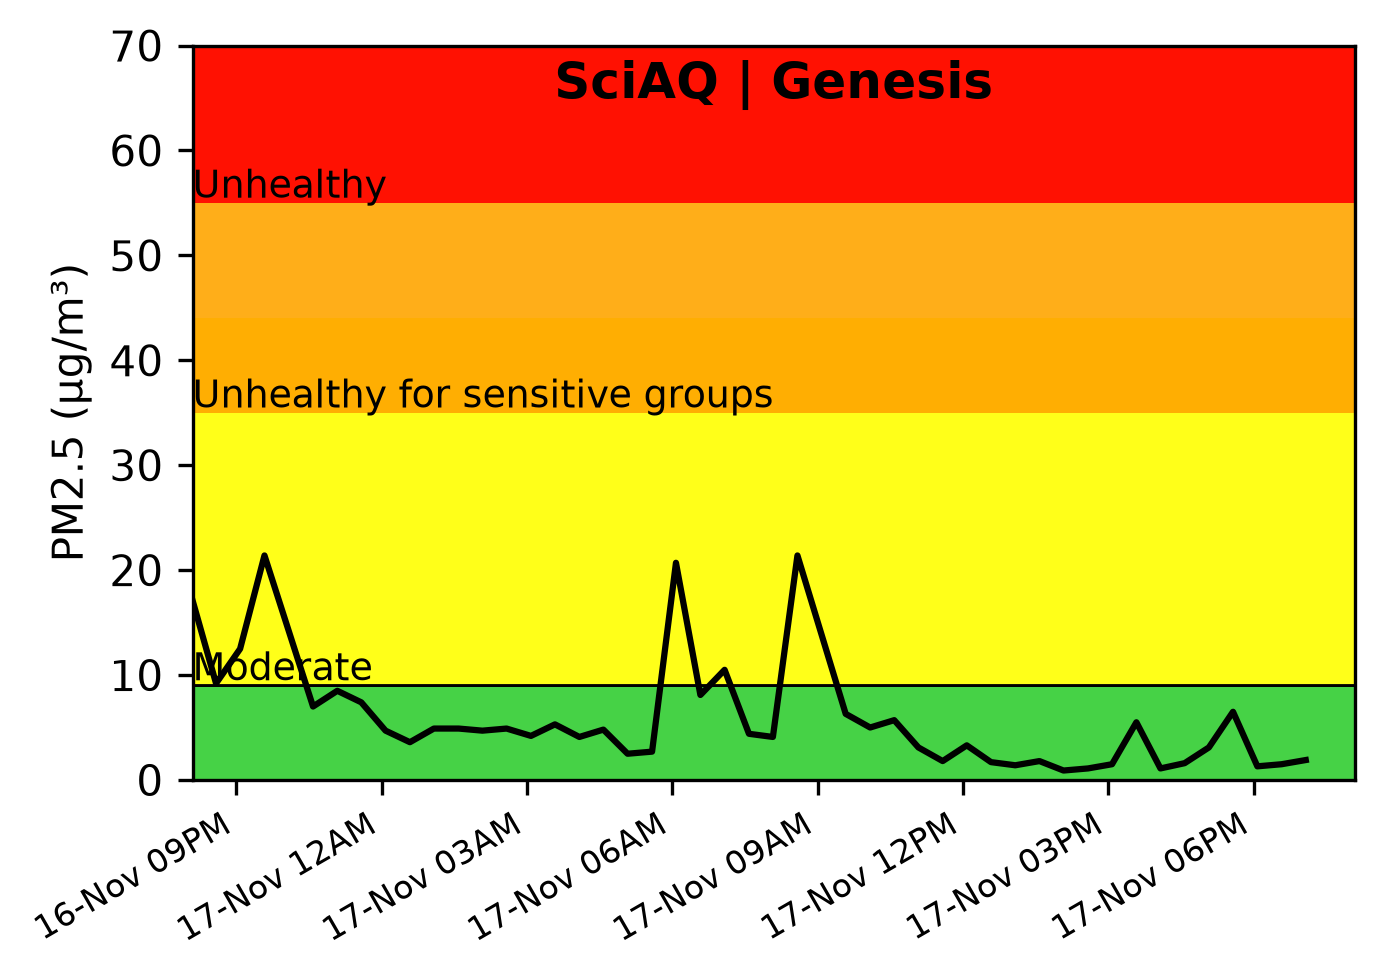 SciAQ | Genesis
PM2.5 (µg/m³)
70
60
50
40
30
20
10
0
Unhealthy
Unhealthy for sensitive groups
Moderate
16-Nov 09PM
17-Nov 12AM
17-Nov 03AM
17-Nov 06AM
17-Nov 09AM
17-Nov 12PM
17-Nov 03PM
17-Nov 06PM